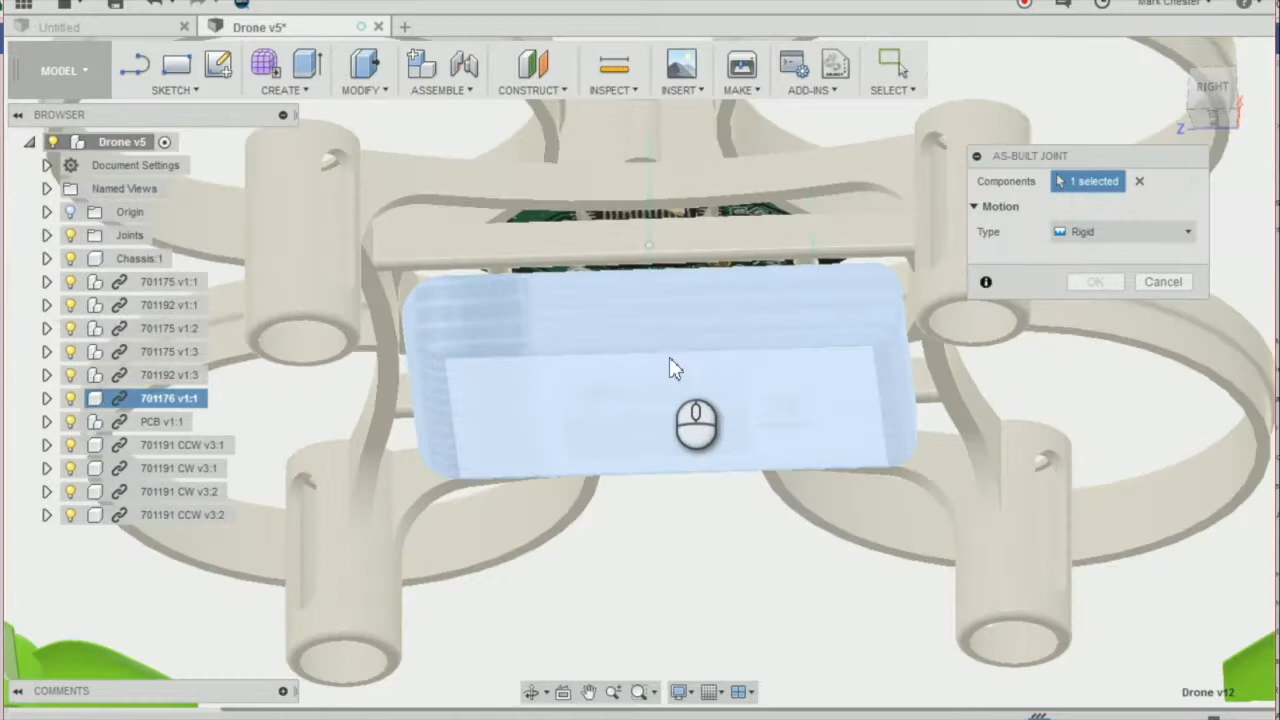 Mark Chester
Untitled
Drone v5*
MODEL
SKETCH
CREATE
MODIFY
ASSEMBLE
CONSTRUCT
INSPECT
INSERT
MAKE
ADD-INS
SELECT
RIGHT
Z
BROWSER
Drone v5
Document Settings
Named Views
Origin
Joints
Chassis:1
701175 v1:1
701192 v1:1
701175 v1:2
701175 v1:3
701192 v1:3
701176 v1:1
PCB v1:1
701191 CCW v3:1
701191 CW v3:1
701191 CW v3:2
701191 CCW v3:2
AS-BUILT JOINT
Components
1 selected
Motion
Type
Rigid
OK
Cancel
COMMENTS
Drone v12